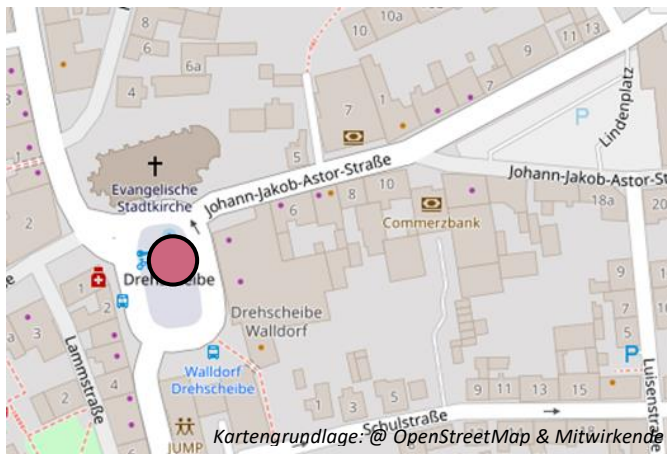 8
6
6a
4
10a
10
12
9
11
13
7
1
7
5
P
Lindenplatz
Evangelische
Stadtkirche
Johann-Jakob-Astor-Straße
Johann-Jakob-Astor-St
2
6
8
10
Commerzbank
18a
20
Drehscheibe
1
2
3
4
2
Lammstraße
Drehscheibe
Walldorf
Walldorf
Drehscheibe
9
7
5
P
Luisenstraße
1
3
5
9
11
13
15
Schulstraße
JUMP
18
Kartengrundlage: @ OpenStreetMap & Mitwirkende